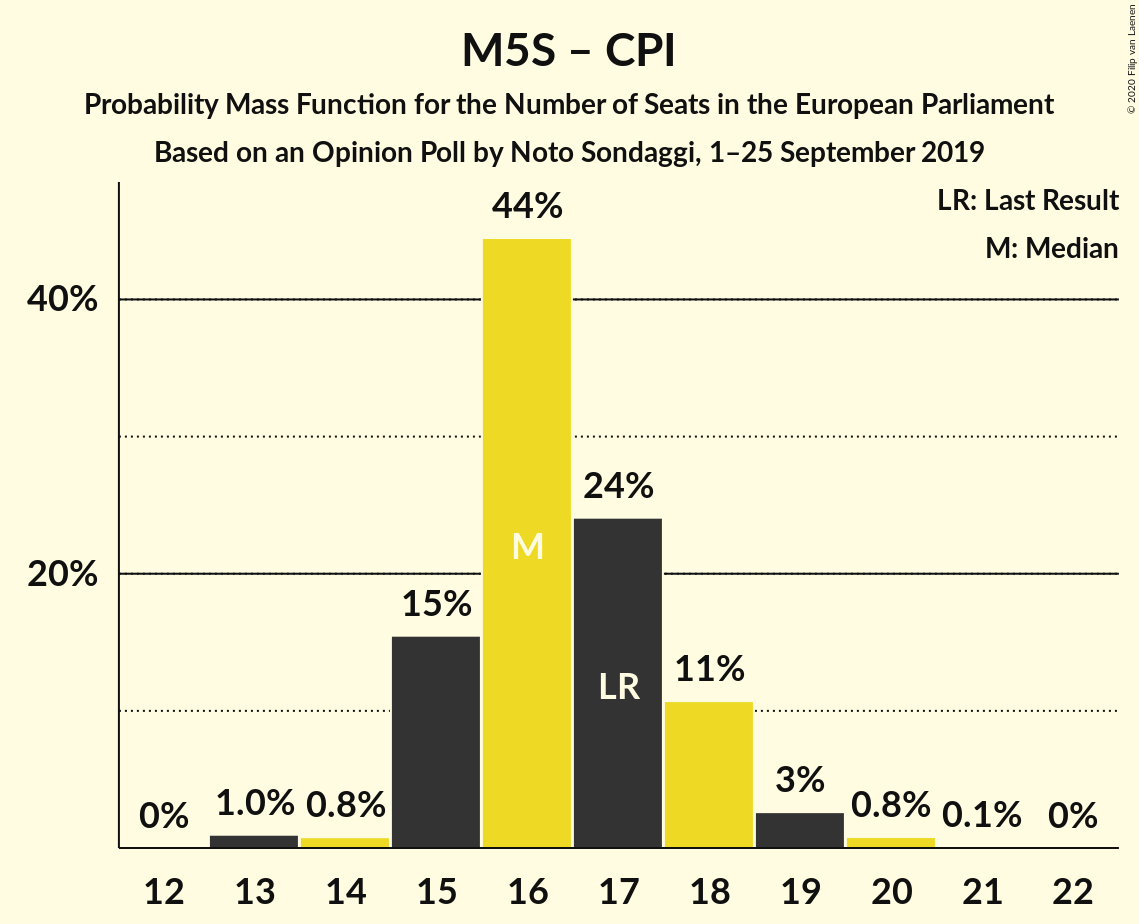 M5S – CPI
Probability Mass Function for the Number of Seats in the European Parliament
Based on an Opinion Poll by Noto Sondaggi, 1–25 September 2019
© 2020 Filip van Laenen
LR: Last Result
M: Median
44%
40%
24%
M
20%
15%
11%
LR
3%
0%
1.0%
0.8%
0.8%
0.1%
0%
12 13 14 15 16 17 18 19 20 21 22